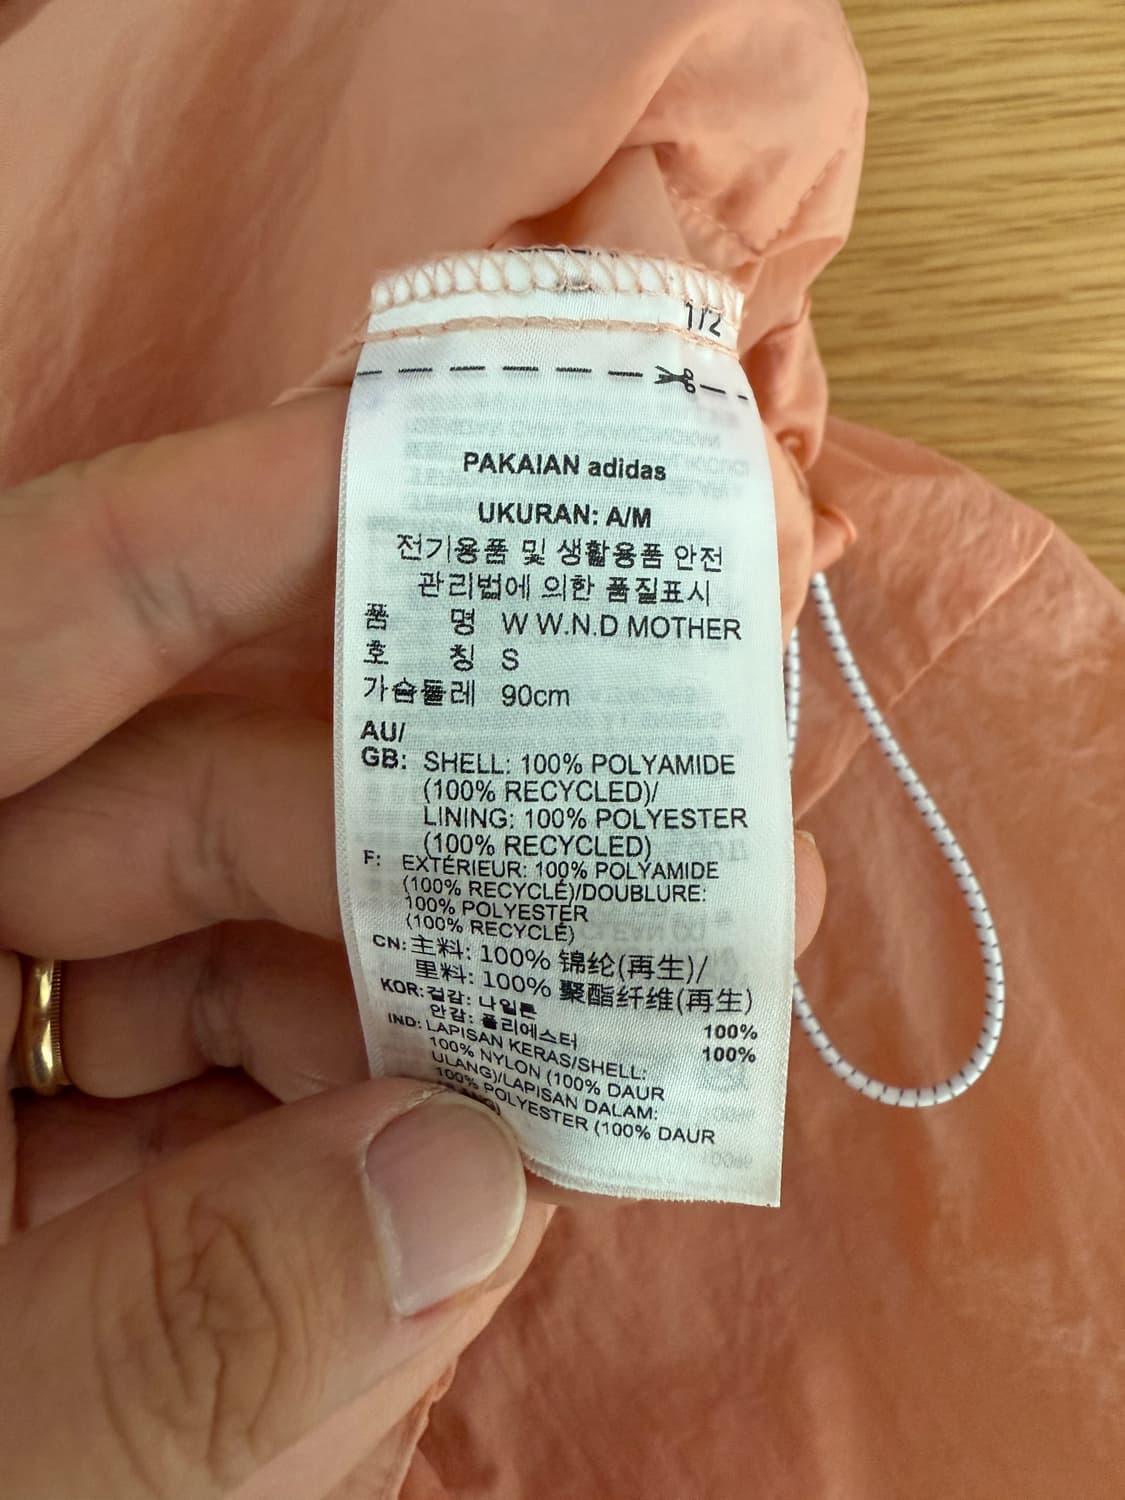 1/2
PAKAIAN adidas
UKURAN: A/M
전기용품 및 생활용품 안전
관리법에 의한 품질표시
품 명 W W.N.D MOTHER
호 칭 S
가슴둘레 90cm
AU/
GB: SHELL: 100% POLYAMIDE
(100% RECYCLED)/
LINING: 100% POLYESTER
(100% RECYCLED)
F: EXTÉRIEUR: 100% POLYAMIDE
(100% RECYCLÉ)/DOUBLURE:
100% POLYESTER
(100% RECYCLÉ)
CN: 主料: 100% 锦纶(再生)/
里料: 100% 聚酯纤维(再生)
KOR: 겉감: 나일론 100%
안감: 폴리에스터 100%
IND: LAPISAN KERAS/SHELL:
100% NYLON (100% DAUR
ULANG)/LAPISAN DALAM:
100% POLYESTER (100% DAUR